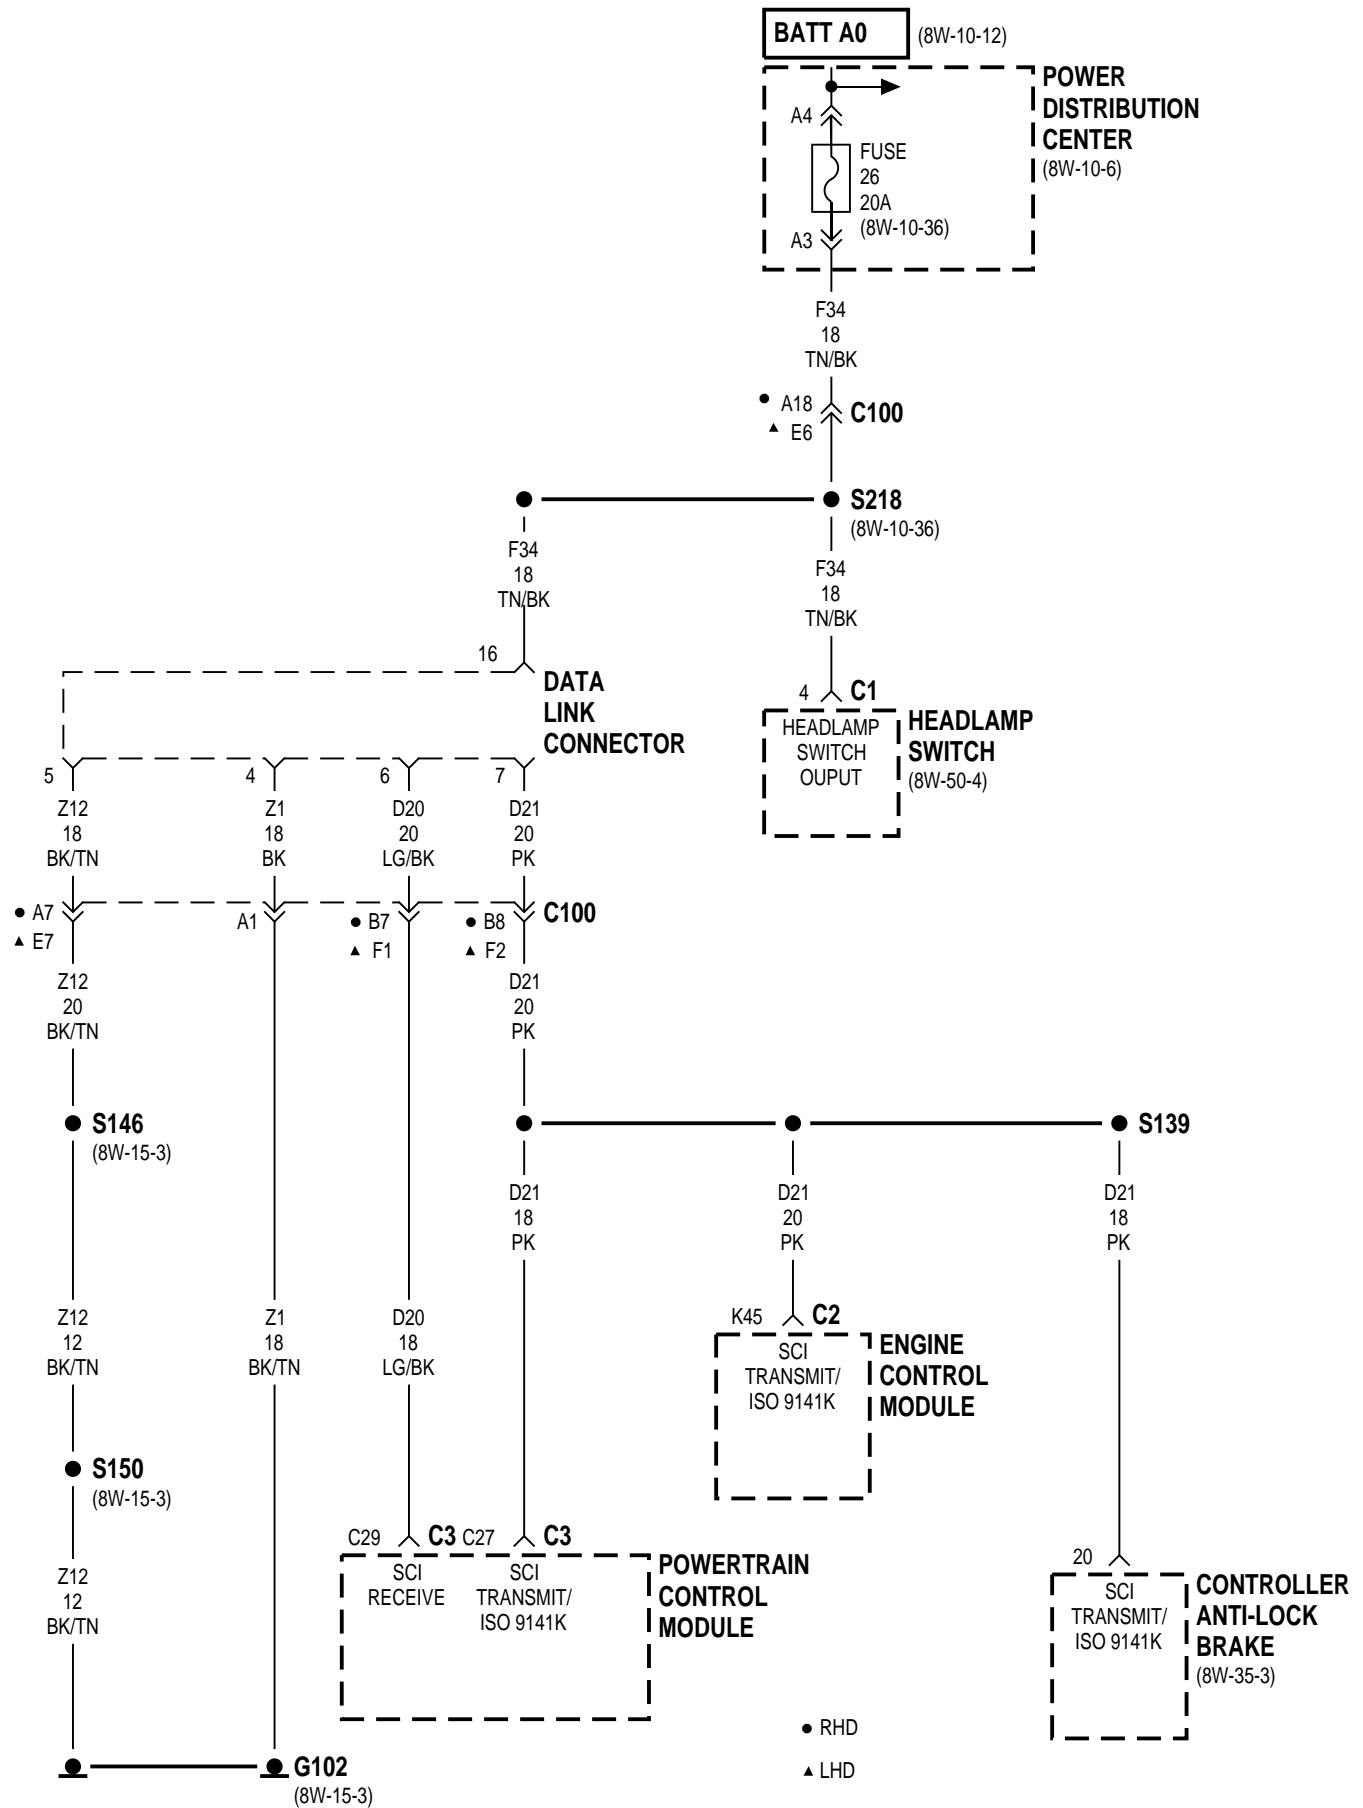 BATT A0 (8W-10-12)
POWER
DISTRIBUTION
CENTER
(8W-10-6)
A4
FUSE
26
20A
(8W-10-36)
A3
F34
18
TN/BK
A18
E6
C100
S218
(8W-10-36)
F34
18
TN/BK
F34
18
TN/BK
16
DATA
LINK
CONNECTOR
4 C1
HEADLAMP
SWITCH
OUPUT
HEADLAMP
SWITCH
(8W-50-4)
5 4 6 7
Z12
18
BK/TN
Z1
18
BK
D20
20
LG/BK
D21
20
PK
A7
E7
A1
B7
F1
B8
F2
C100
Z12
20
BK/TN
D21
20
PK
S146
(8W-15-3)
S139
D21
18
PK
D21
20
PK
D21
18
PK
Z12
12
BK/TN
Z1
18
BK/TN
D20
18
LG/BK
K45 C2
SCI
TRANSMIT/
ISO 9141K
ENGINE
CONTROL
MODULE
S150
(8W-15-3)
C29 C3 C27 C3
SCI
RECEIVE
SCI
TRANSMIT/
ISO 9141K
POWERTRAIN
CONTROL
MODULE
20
SCI
TRANSMIT/
ISO 9141K
CONTROLLER
ANTI-LOCK
BRAKE
(8W-35-3)
Z12
12
BK/TN
RHD
LHD
G102
(8W-15-3)